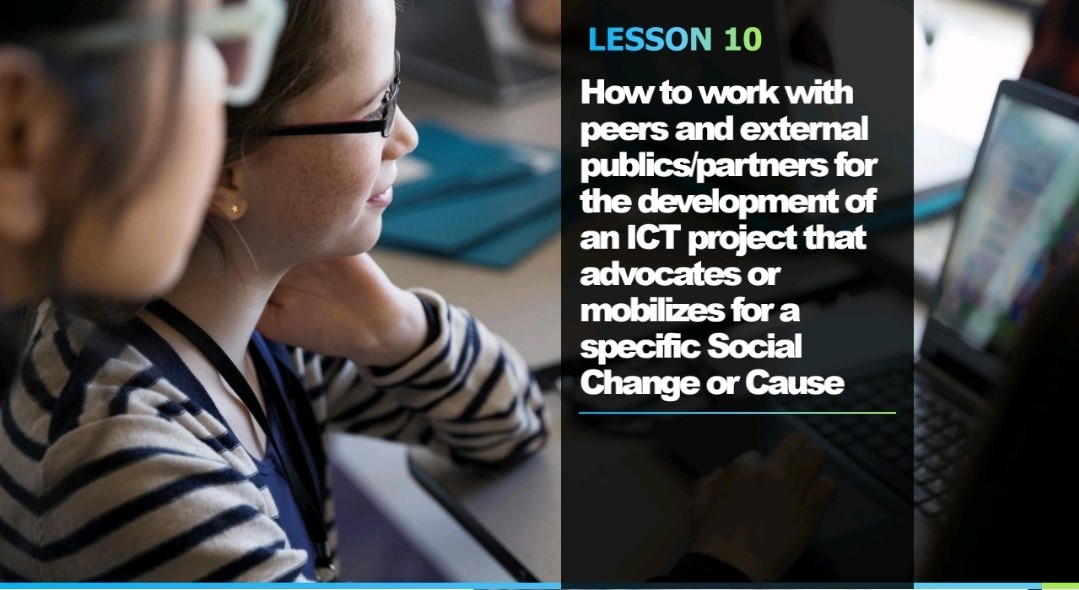 LESSON 10
How to work with
peers and external
publics/partners for
the development of
an ICT project that
advocates or
mobilizes for a
specific Social
Change or Cause